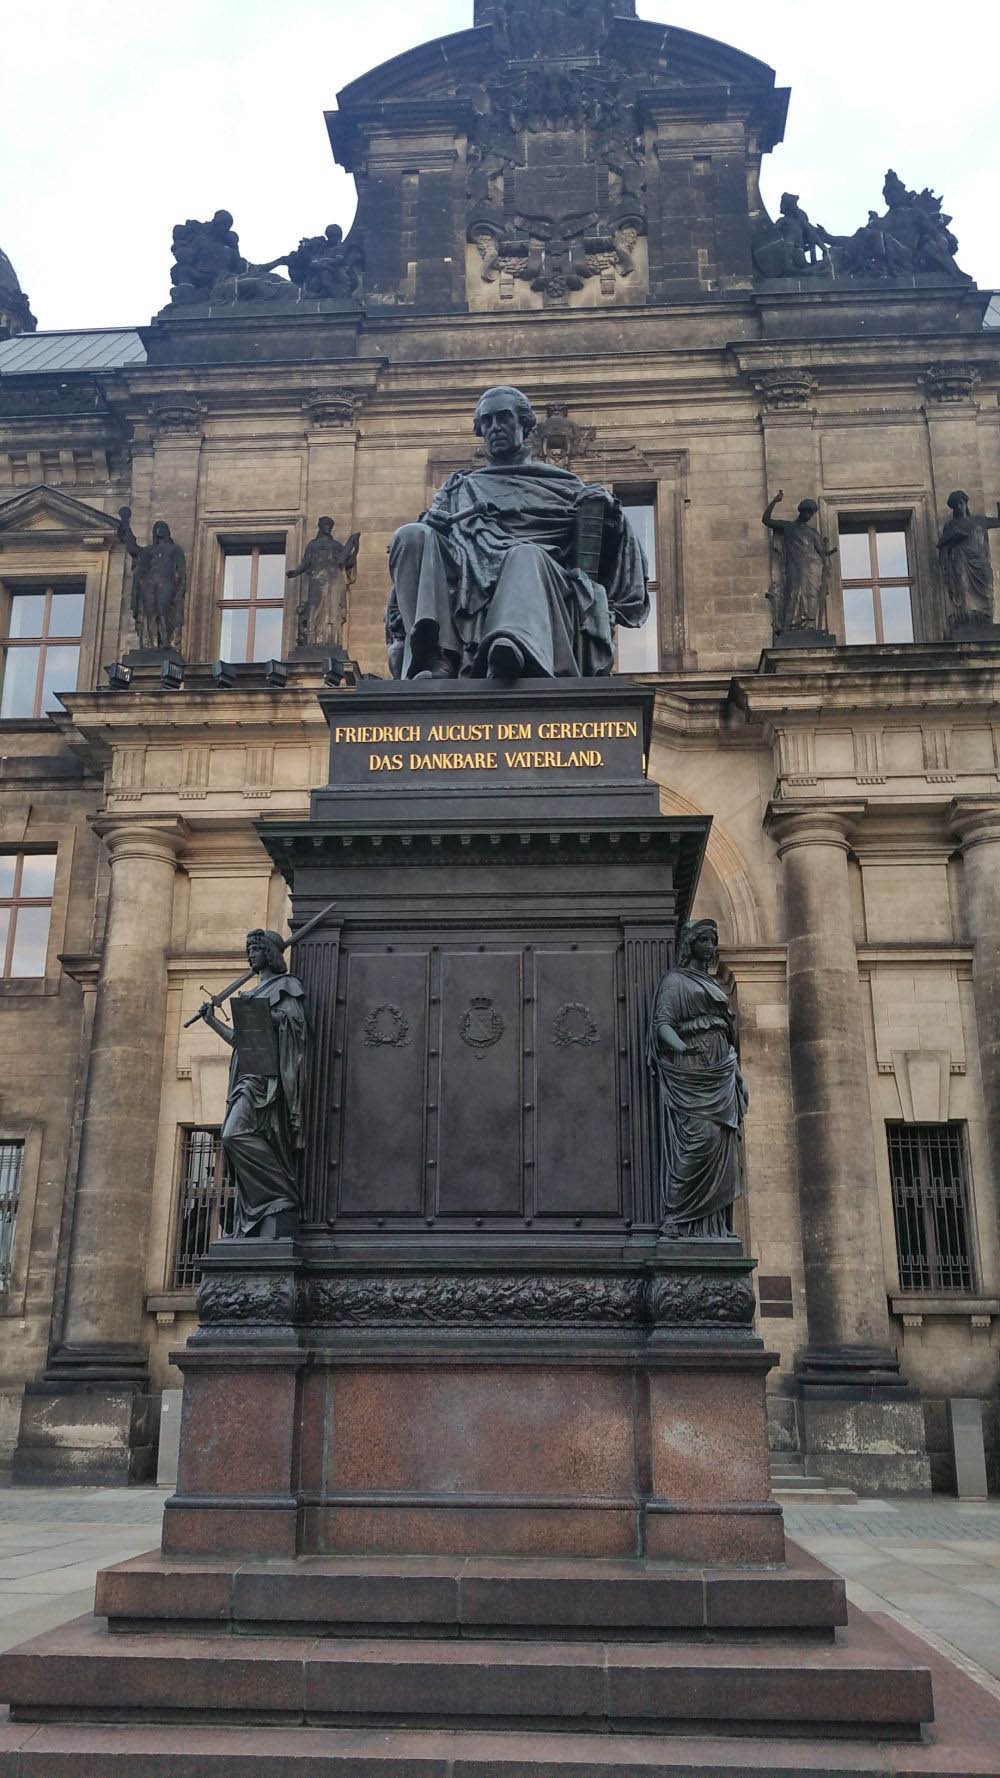 FRIEDRICH AUGUST DEM GERECHTEN
DAS DANKBARE VATERLAND.